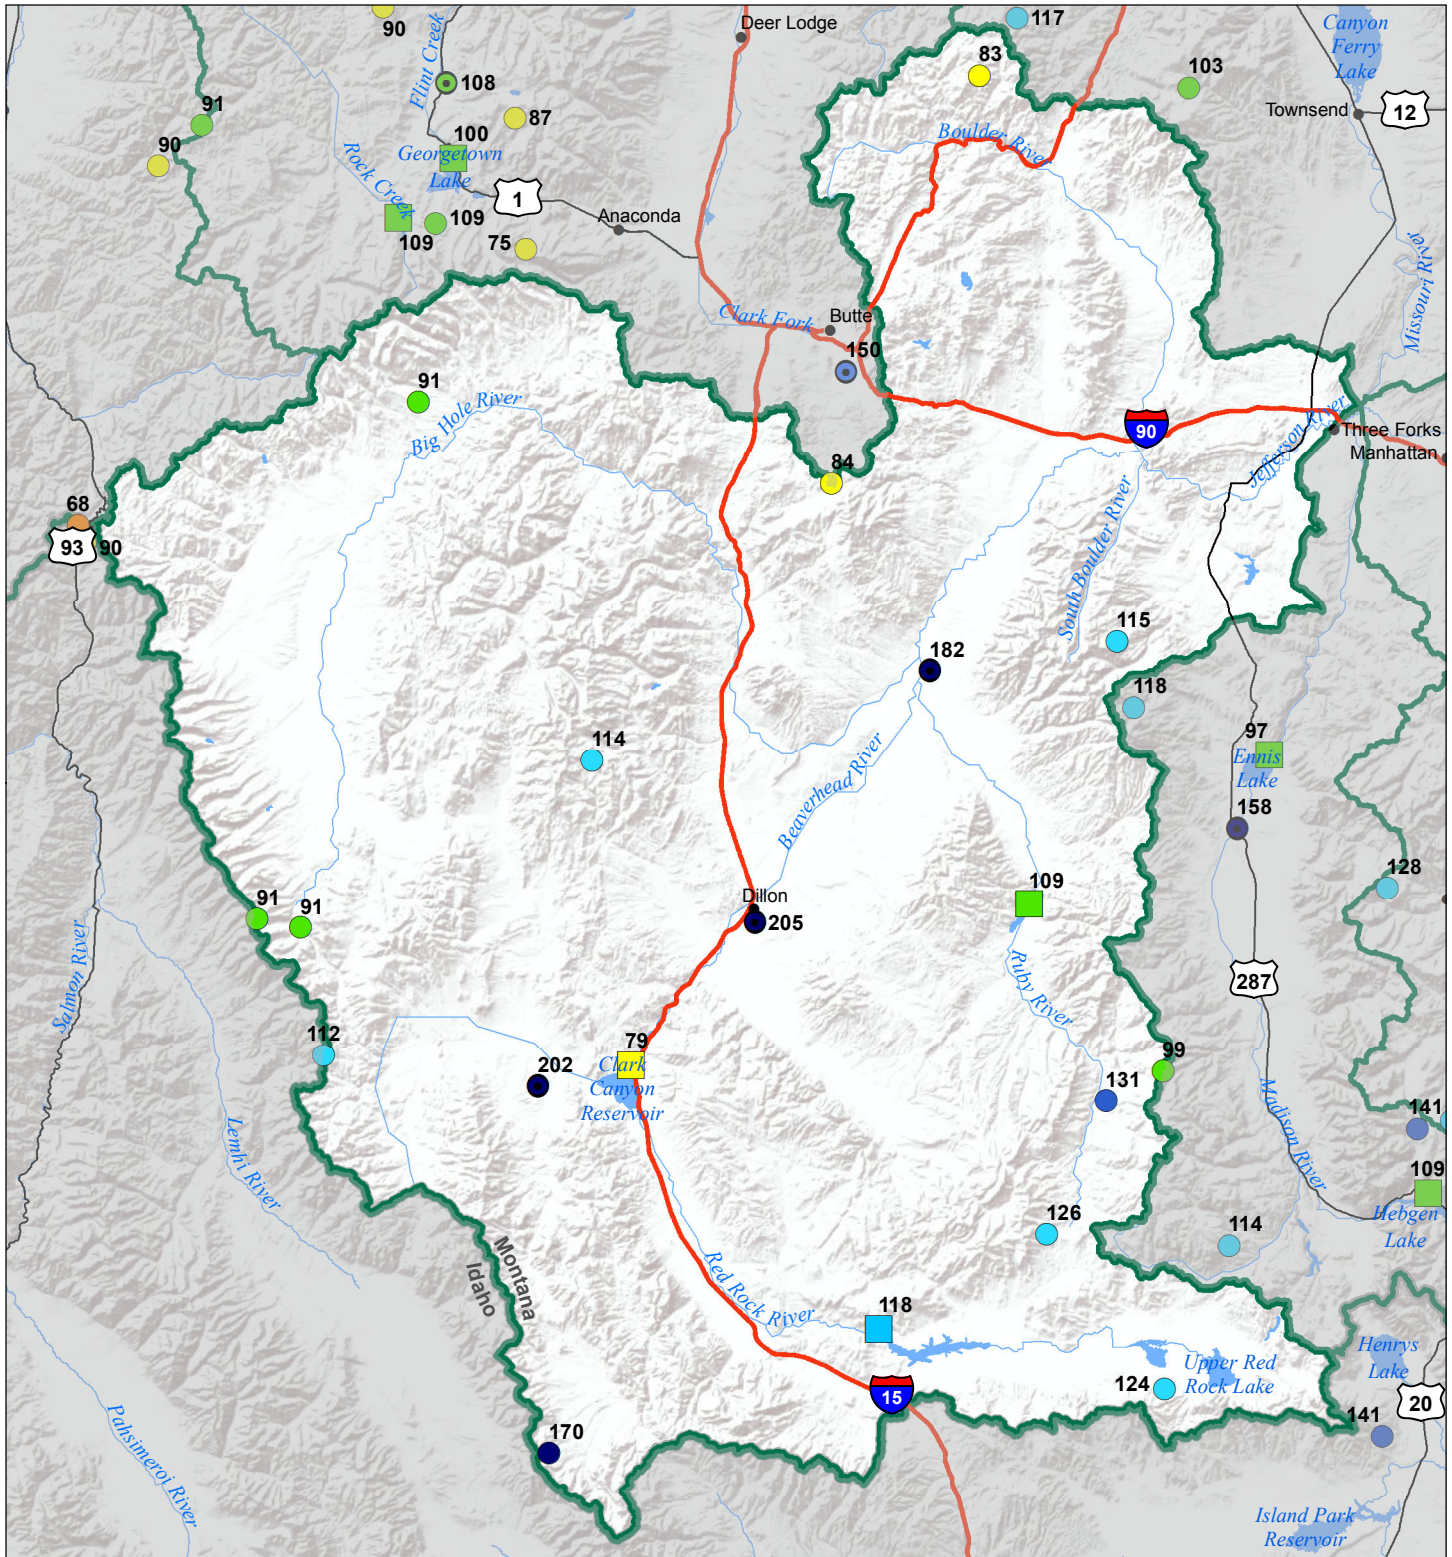 90
Deer Lodge
117
Canyon
Ferry
Lake
Flint Creek
83
108
103
91
87
Townsend
12
100
Boulder River
90
Georgetown
Lake
Rock Creek
1
109
109
Anaconda
75
Missouri River
Clark Fork
Butte
150
91
Big Hole River
90
Jefferson River
Three Forks
Manhattan
84
68
93
90
South Boulder River
115
182
118
114
97
Ennis
Lake
Beaverhead River
158
128
109
Dillon
205
91
91
Salmon River
Ruby River
287
112
79
202
Clark
Canyon
Reservoir
99
131
Madison River
141
Lemhi River
109
Hebgen
Lake
126
114
Montana
Idaho
Red Rock River
118
Henrys
Lake
Upper Red
Rock Lake
124
15
20
141
170
Pahsimeroi River
Island Park
Reservoir